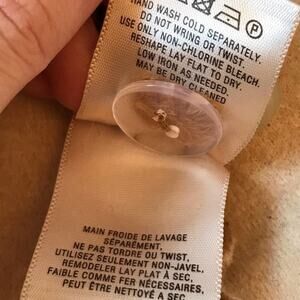 HAND WASH COLD SEPARATELY.
DO NOT WRING OR TWIST.
USE ONLY NON-CHLORINE BLEACH.
RESHAPE LAY FLAT TO DRY.
LOW IRON AS NEEDED.
MAY BE DRY CLEANED
MAIN FROIDE DE LAVAGE
SÉPARÉMENT.
NE PAS TORDRE OU TWIST.
UTILISEZ SEULEMENT NON-JAVEL.
REMODELER LAY PLAT À SEC.
FAIBLE COMME FER NÉCESSAIRES.
PEUT ÊTRE NETTOYÉ A SEC